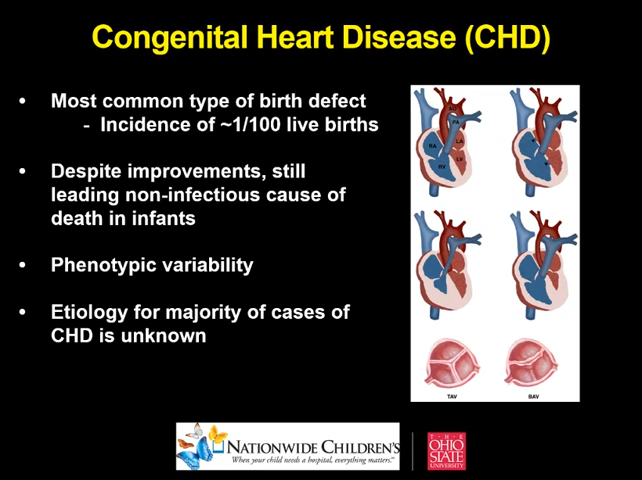 Congenital Heart Disease (CHD)
• Most common type of birth defect
- Incidence of ~1/100 live births
• Despite improvements, still
leading non-infectious cause of
death in infants
• Phenotypic variability
• Etiology for majority of cases of
CHD is unknown
AO
PA
RA
LA
LV
RV
TAV
BAV
NATIONWIDE CHILDREN'S
When your child needs a hospital, everything matters.™
THE
OHIO
STATE
UNIVERSITY